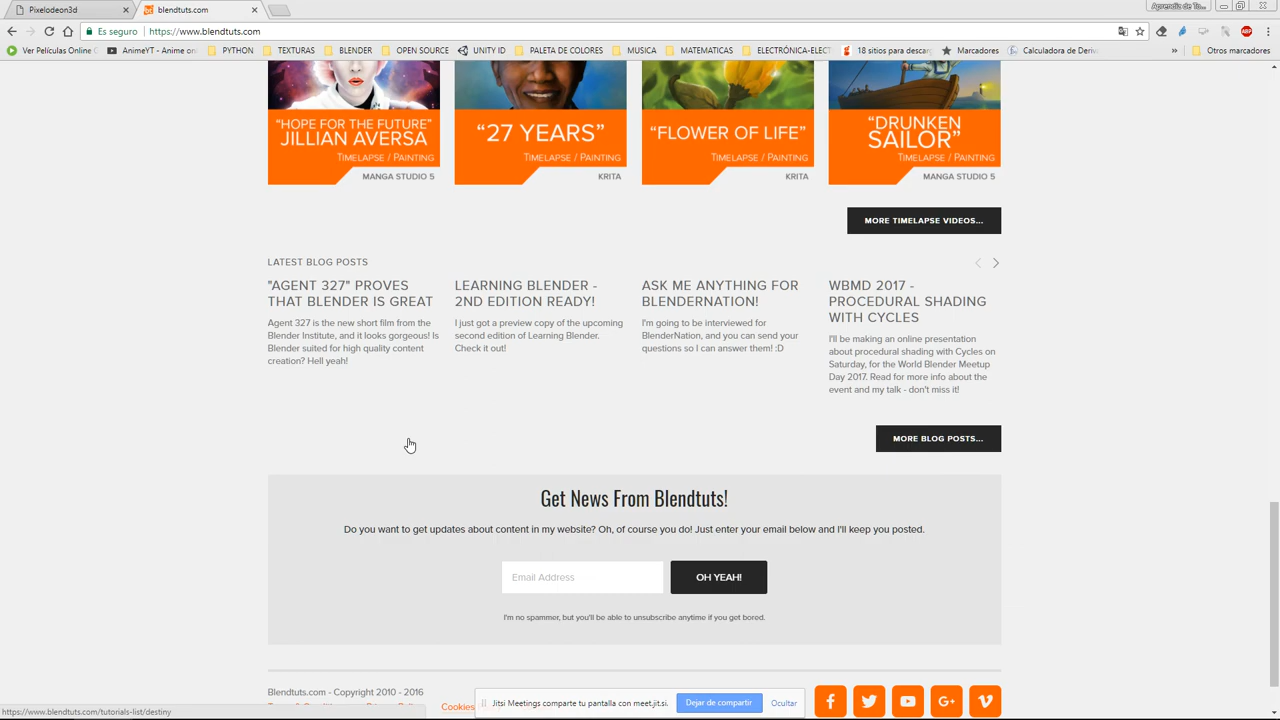 Pixelodeon3d
blendtuts.com
Aprendiz de To...
Es seguro
https://www.blendtuts.com
Ver Películas Online
AnimeYT - Anime on
PYTHON
TEXTURAS
BLENDER
OPEN SOURCE
UNITY ID
PALETA DE COLORES
MUSICA
MATEMATICAS
ELECTRÓNICA-ELECT
18 sitios para descar
Marcadores
Calculadora de Deri
»
Otros marcadores
"HOPE FOR THE FUTURE"
JILLIAN AVERSA
TIMELAPSE / PAINTING
MANGA STUDIO 5
"27 YEARS"
TIMELAPSE / PAINTING
KRITA
"FLOWER OF LIFE"
TIMELAPSE / PAINTING
KRITA
"DRUNKEN
SAILOR"
TIMELAPSE / PAINTING
MANGA STUDIO 5
MORE TIMELAPSE VIDEOS...
LATEST BLOG POSTS
"AGENT 327" PROVES
THAT BLENDER IS GREAT
Agent 327 is the new short film from the
Blender Institute, and it looks gorgeous! Is
Blender suited for high quality content
creation? Hell yeah!
LEARNING BLENDER -
2ND EDITION READY!
I just got a preview copy of the upcoming
second edition of Learning Blender.
Check it out!
ASK ME ANYTHING FOR
BLENDERNATION!
I'm going to be interviewed for
BlenderNation, and you can send your
questions so I can answer them! :D
WBMD 2017 -
PROCEDURAL SHADING
WITH CYCLES
I'll be making an online presentation
about procedural shading with Cycles on
Saturday, for the World Blender Meetup
Day 2017. Read for more info about the
event and my talk - don't miss it!
MORE BLOG POSTS...
Get News From Blendtuts!
Do you want to get updates about content in my website? Oh, of course you do! Just enter your email below and I'll keep you posted.
Email Address
OH YEAH!
I'm no spammer, but you'll be able to unsubscribe anytime if you get bored.
Blendtuts.com - Copyright 2010 - 2016
Cookies
Jitsi Meetings comparte tu pantalla con meet.jit.si.
Dejar de compartir
Ocultar
https://www.blendtuts.com/tutorials-list/destiny